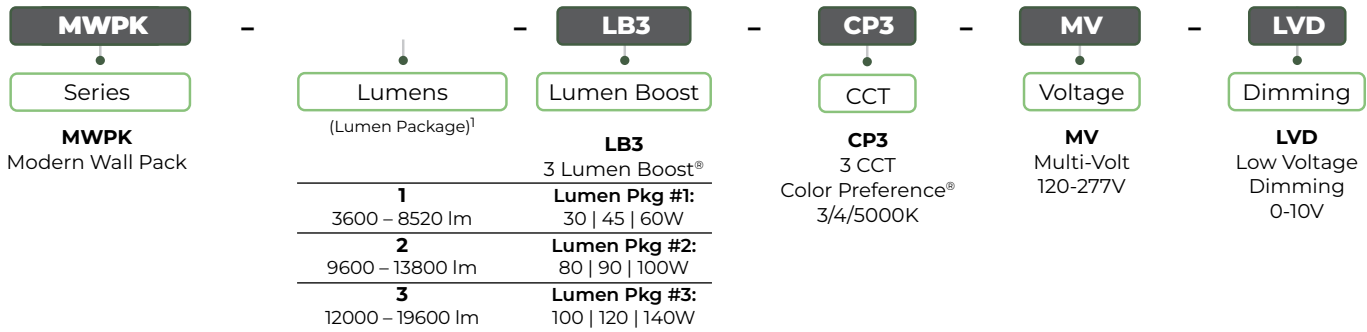 MWPK – – LB3 – CP3 – MV – LVD
Series Lumens Lumen Boost CCT Voltage Dimming
(Lumen Package)1
MWPK
Modern Wall Pack
LB3
3 Lumen Boost®
1 Lumen Pkg #1:
3600 – 8520 lm 30 | 45 | 60W
2 Lumen Pkg #2:
9600 – 13800 lm 80 | 90 | 100W
3 Lumen Pkg #3:
12000 – 19600 lm 100 | 120 | 140W
CP3
3 CCT
Color Preference®
3/4/5000K
MV
Multi-Volt
120-277V
LVD
Low Voltage
Dimming
0-10V